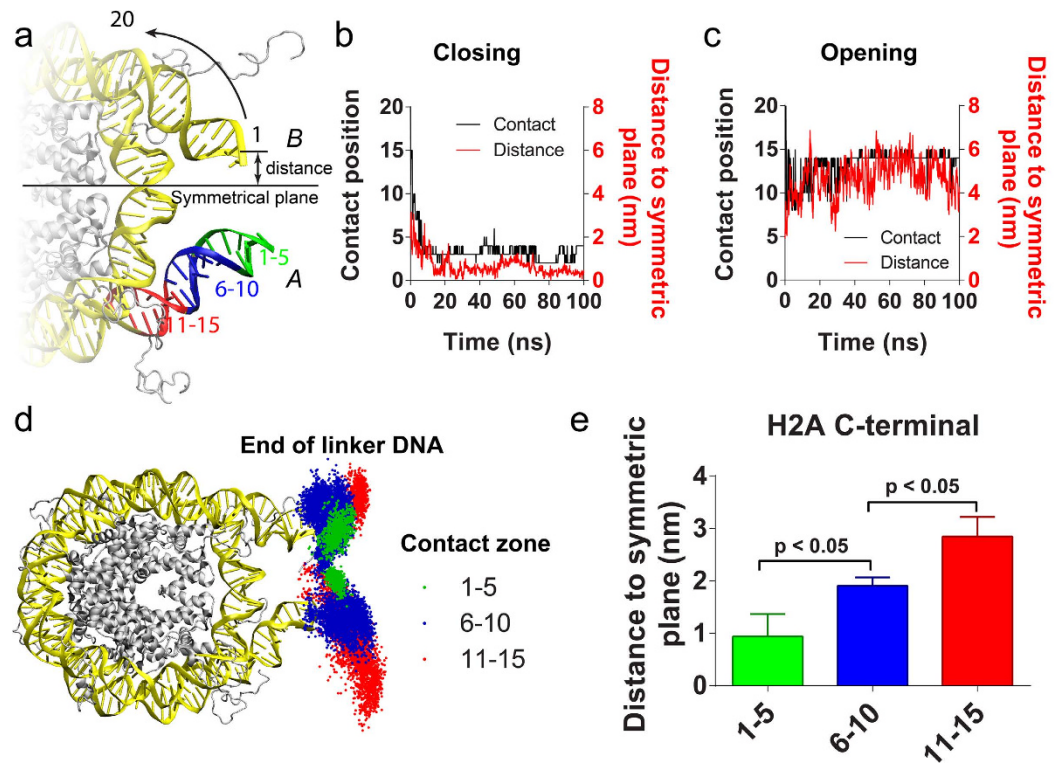 a
20
1
B
distance
Symmetrical plane
1-5
A
6-10
11-15
b
Closing
Contact position
20
15
10
5
0
Contact
Distance
8
6
4
2
0
Distance to symmetric
plane (nm)
0 20 40 60 80 100
Time (ns)
c
Opening
Contact position
20
15
10
5
0
Contact
Distance
8
6
4
2
0
Distance to symmetric
plane (nm)
0 20 40 60 80 100
Time (ns)
d
End of linker DNA
Contact zone
1-5
6-10
11-15
e
H2A C-terminal
Distance to symmetric
plane (nm)
4
3
2
1
0
p < 0.05
p < 0.05
1-5
6-10
11-15